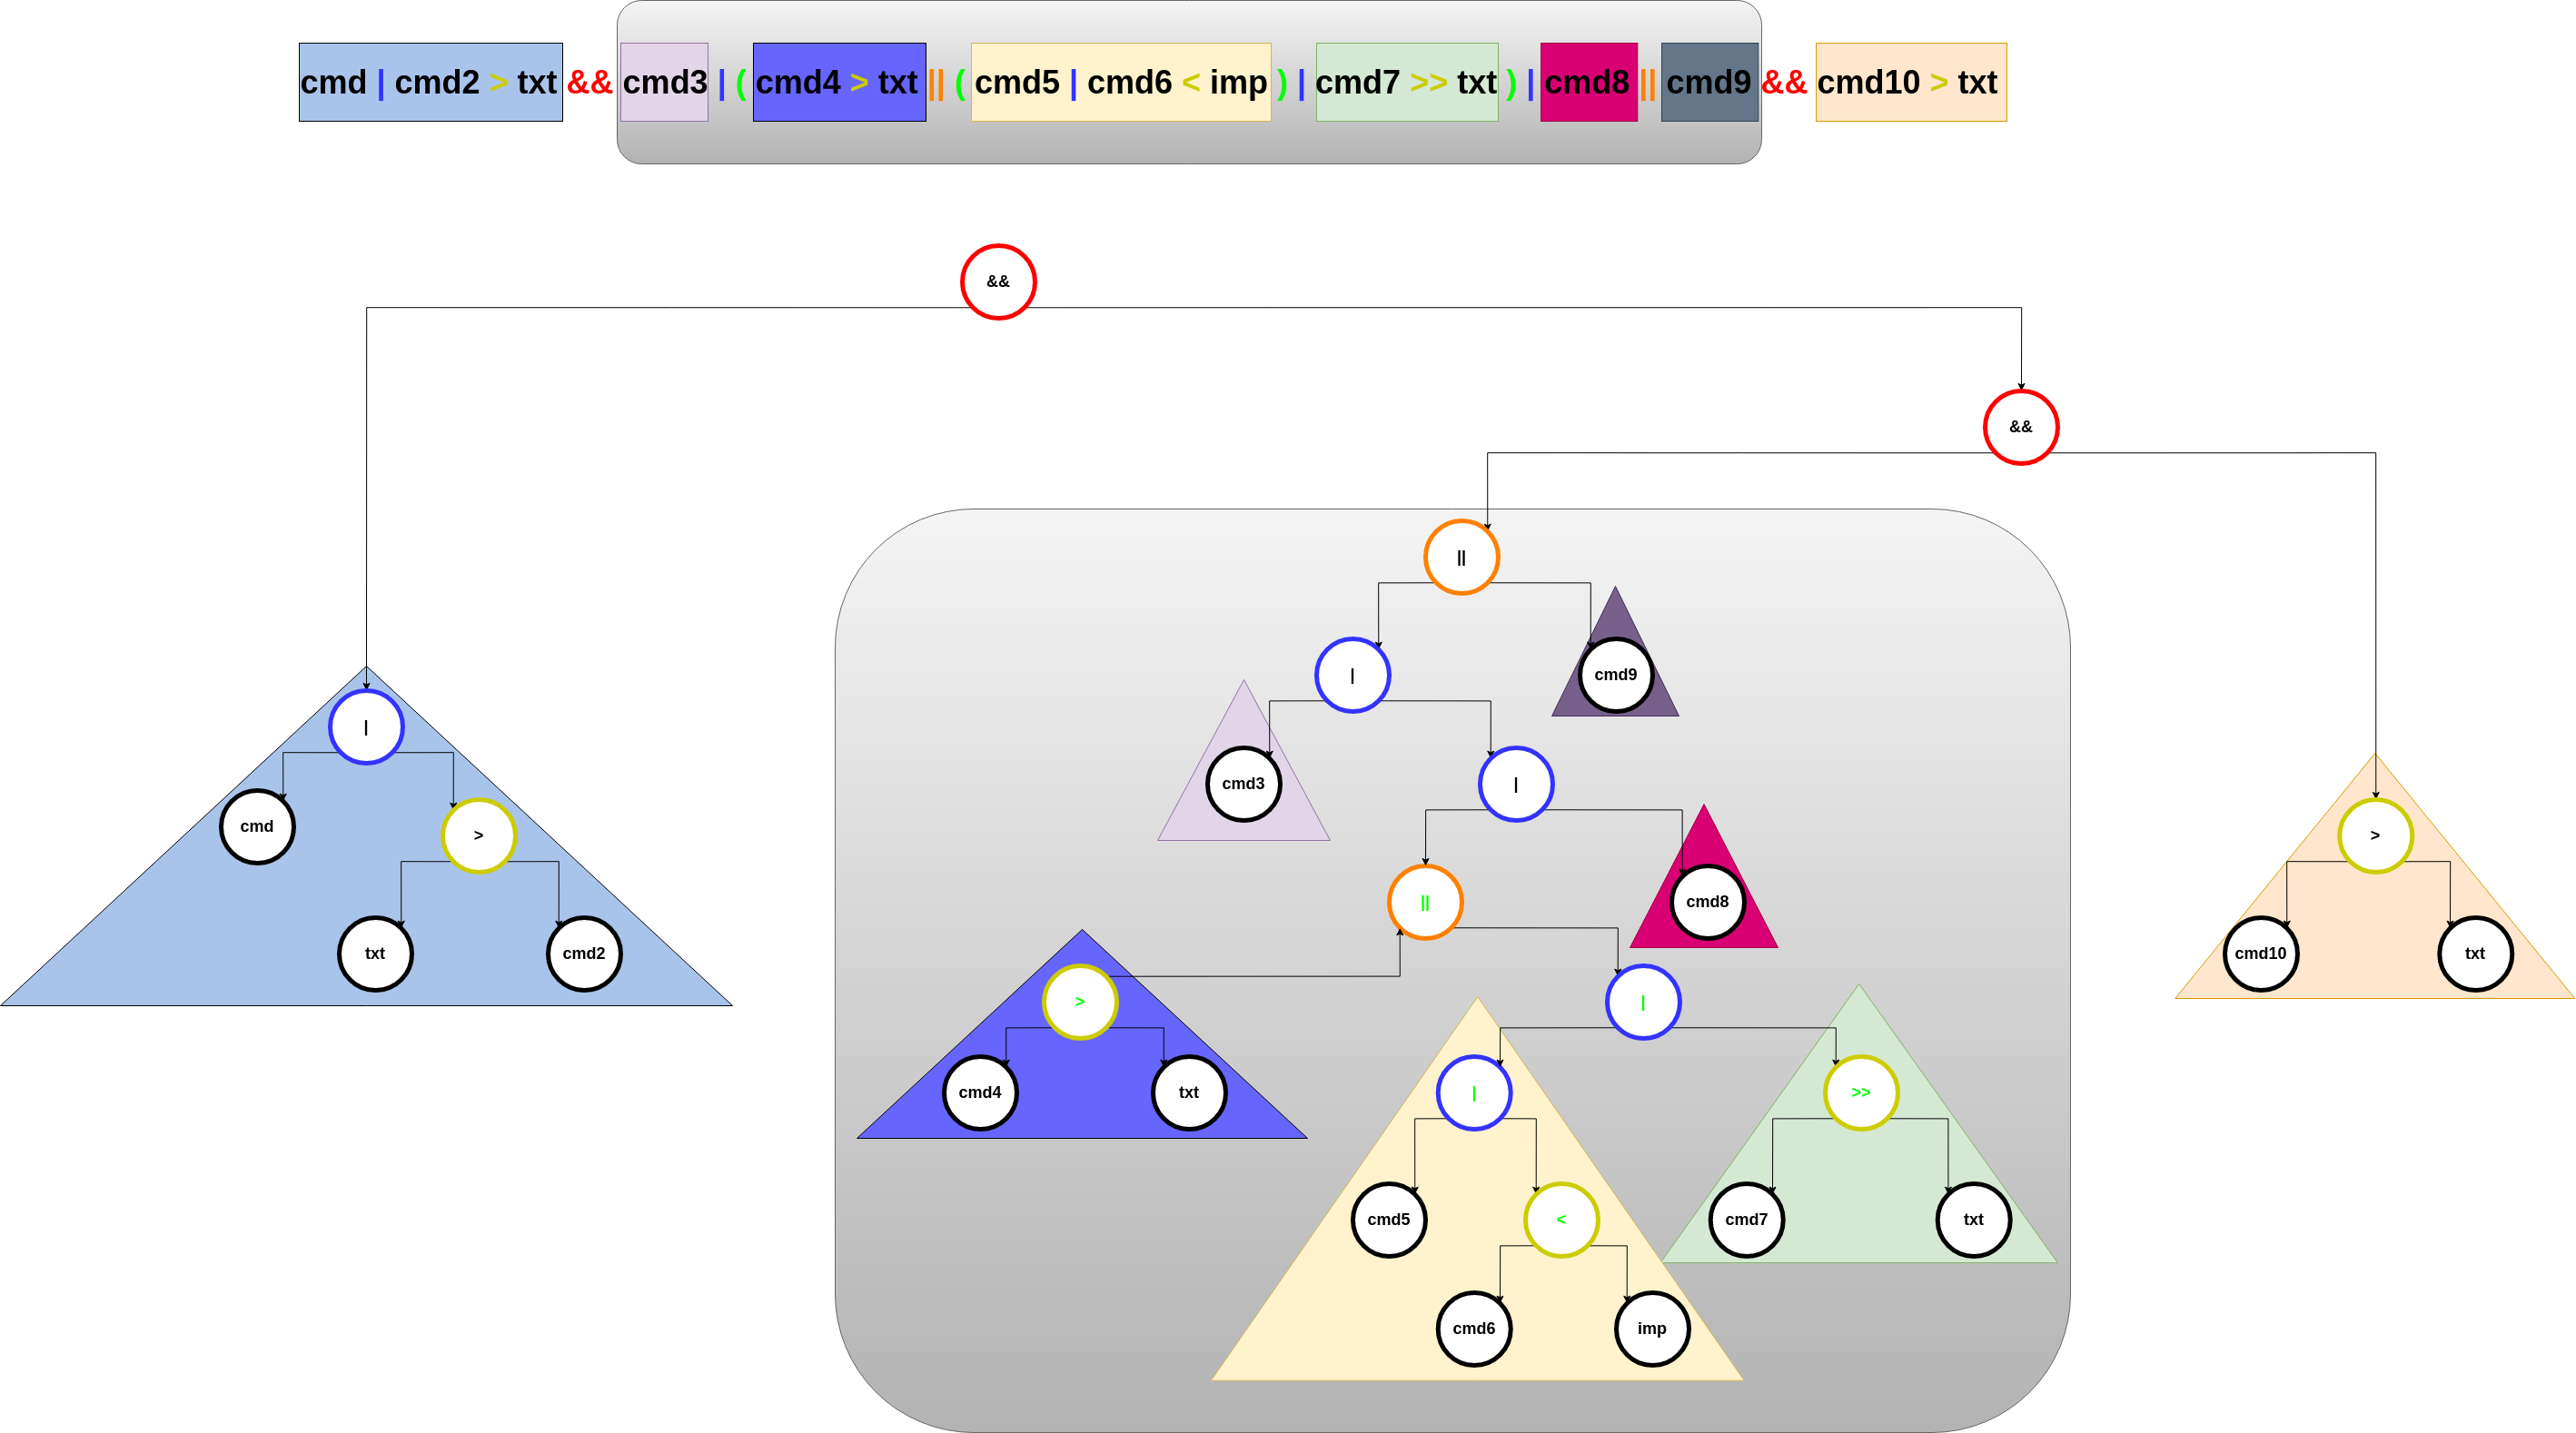 cmd | cmd2 > txt && cmd3 | ( cmd4 > txt || ( cmd5 | cmd6 < imp ) | cmd7 >> txt ) | cmd8 || cmd9 && cmd10 > txt
&&
&&
||
|
cmd9
|
cmd3
|
cmd
>
>
||
cmd8
txt
cmd2
cmd10
txt
>
|
cmd4
txt
|
>>
cmd5
<
cmd7
txt
cmd6
imp